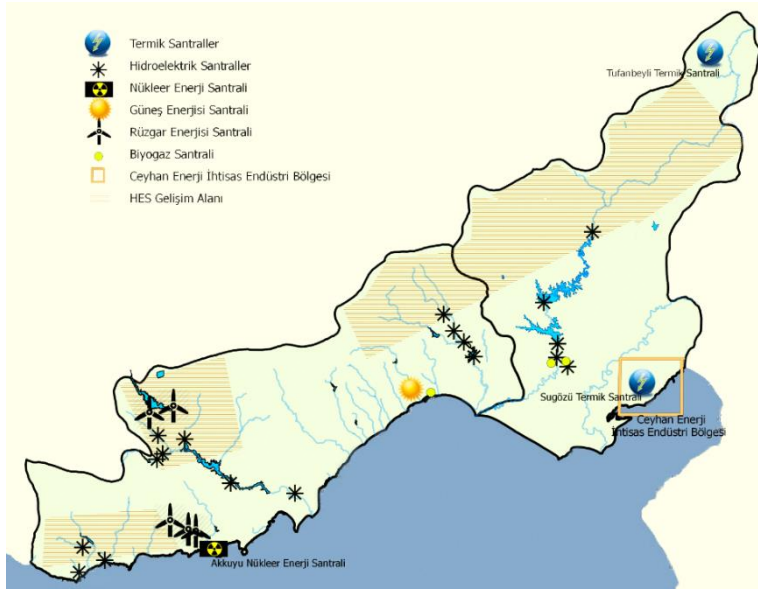 Termik Santraller
Hidroelektrik Santraller
Nükleer Enerji Santrali
Güneş Enerjisi Santrali
Rüzgar Enerjisi Santrali
Biyogaz Santrali
Ceyhan Enerji İhtisas Endüstri Bölgesi
HES Gelişim Alanı
Tufanbeyli Termik Santrali
Sugözü Termik Santrali
Ceyhan Enerji
İhtisas Endüstri Bölgesi
Akkuyu Nükleer Enerji Santrali